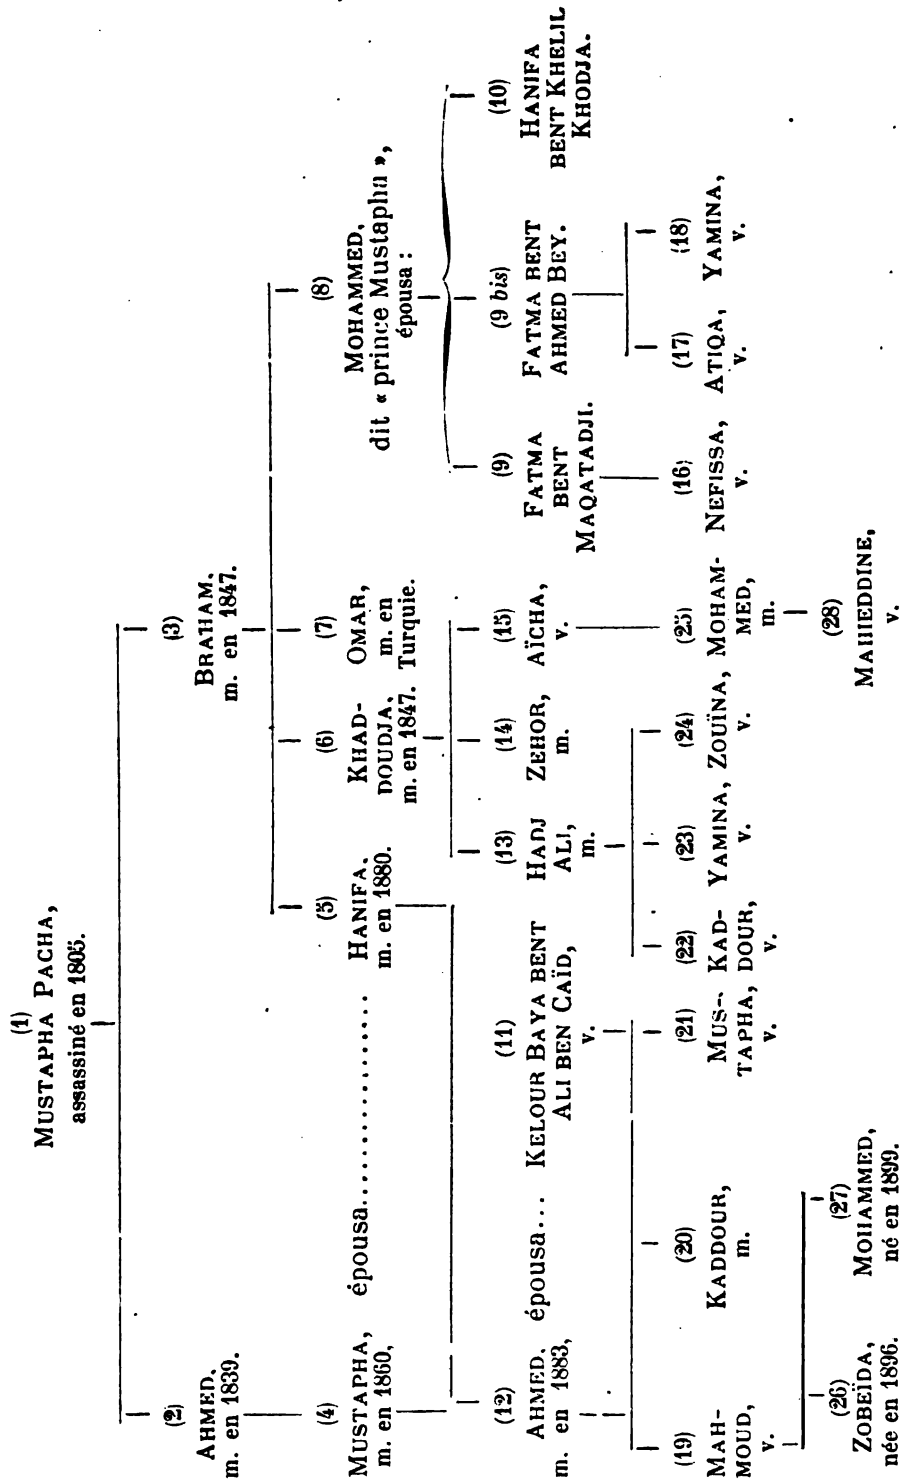 (1)
MUSTAPHA PACHA,
assassiné en 1805.
(2)
AHMED.
m. en 1839.
(3)
BRAHAM.
m. en 1847.
(4)
MUSTAPHA,
m. en 1860,
épousa................
(5)
HANIFA.
m. en 1880.
(6)
KHAD-
DOUDJA.
m. en 1847.
(7)
OMAR,
m. en
Turquie.
(8)
MOHAMMED,
dit « prince Mustapha »,
épousa :
(12)
AHMED.
m. en 1883,
épousa...
(11)
KELOUR BAYA BENT
ALI BEN CAÏD,
v.
(13)
HADJ
ALI,
m.
(14)
ZEHOR,
m.
(15)
AÏCHA,
v.
(9)
FATMA
BENT
MAQATADJI.
(9 bis)
FATMA BENT
AHMED BEY.
(10)
HANIFA
BENT KHELIL
KHODJA.
(19)
MAH-
MOUD,
v.
(20)
KADDOUR,
m.
(21)
MUS-
TAPHA,
v.
(22)
KAD-
DOUR,
v.
(23)
YAMINA,
v.
(24)
ZOUÏNA,
v.
(25)
MOHAM-
MED,
m.
(16)
NEFISSA,
v.
(17)
ATIQA,
v.
(18)
YAMINA,
v.
(26)
ZOBEÏDA,
née en 1896.
(27)
MOHAMMED,
né en 1899.
(28)
MAHIEDDINE,
v.